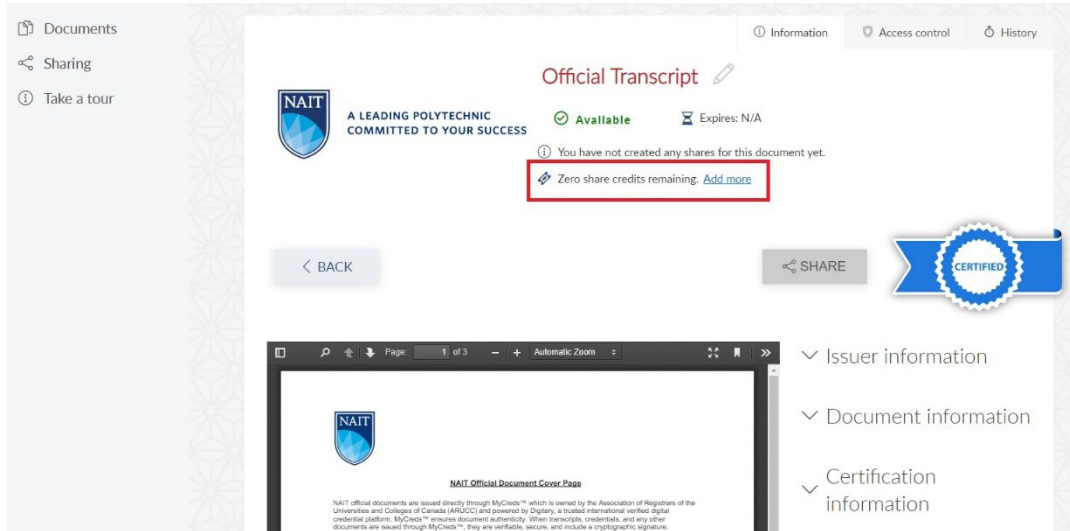 Documents
Sharing
Take a tour
Information
Access control
History
Official Transcript
NAIT
A LEADING POLYTECHNIC
COMMITTED TO YOUR SUCCESS
Available
Expires: N/A
You have not created any shares for this document yet.
Zero share credits remaining. Add more
BACK
SHARE
CERTIFIED
Page: 1 of 3
Automatic Zoom
Issuer information
Document information
Certification
information
NAIT
NAIT Official Document Cover Page
NAIT official documents are issued directly through MyCreds™ which is owned by the Association of Registrars of the
Universities and Colleges of Canada (ARUCC) and powered by Digitary, a trusted international verified digital
credential platform. MyCreds™ ensures document authenticity. When transcripts, credentials, and any other
documents are issued through MyCreds™, they are verifiable, secure, and include a cryptographic signature.